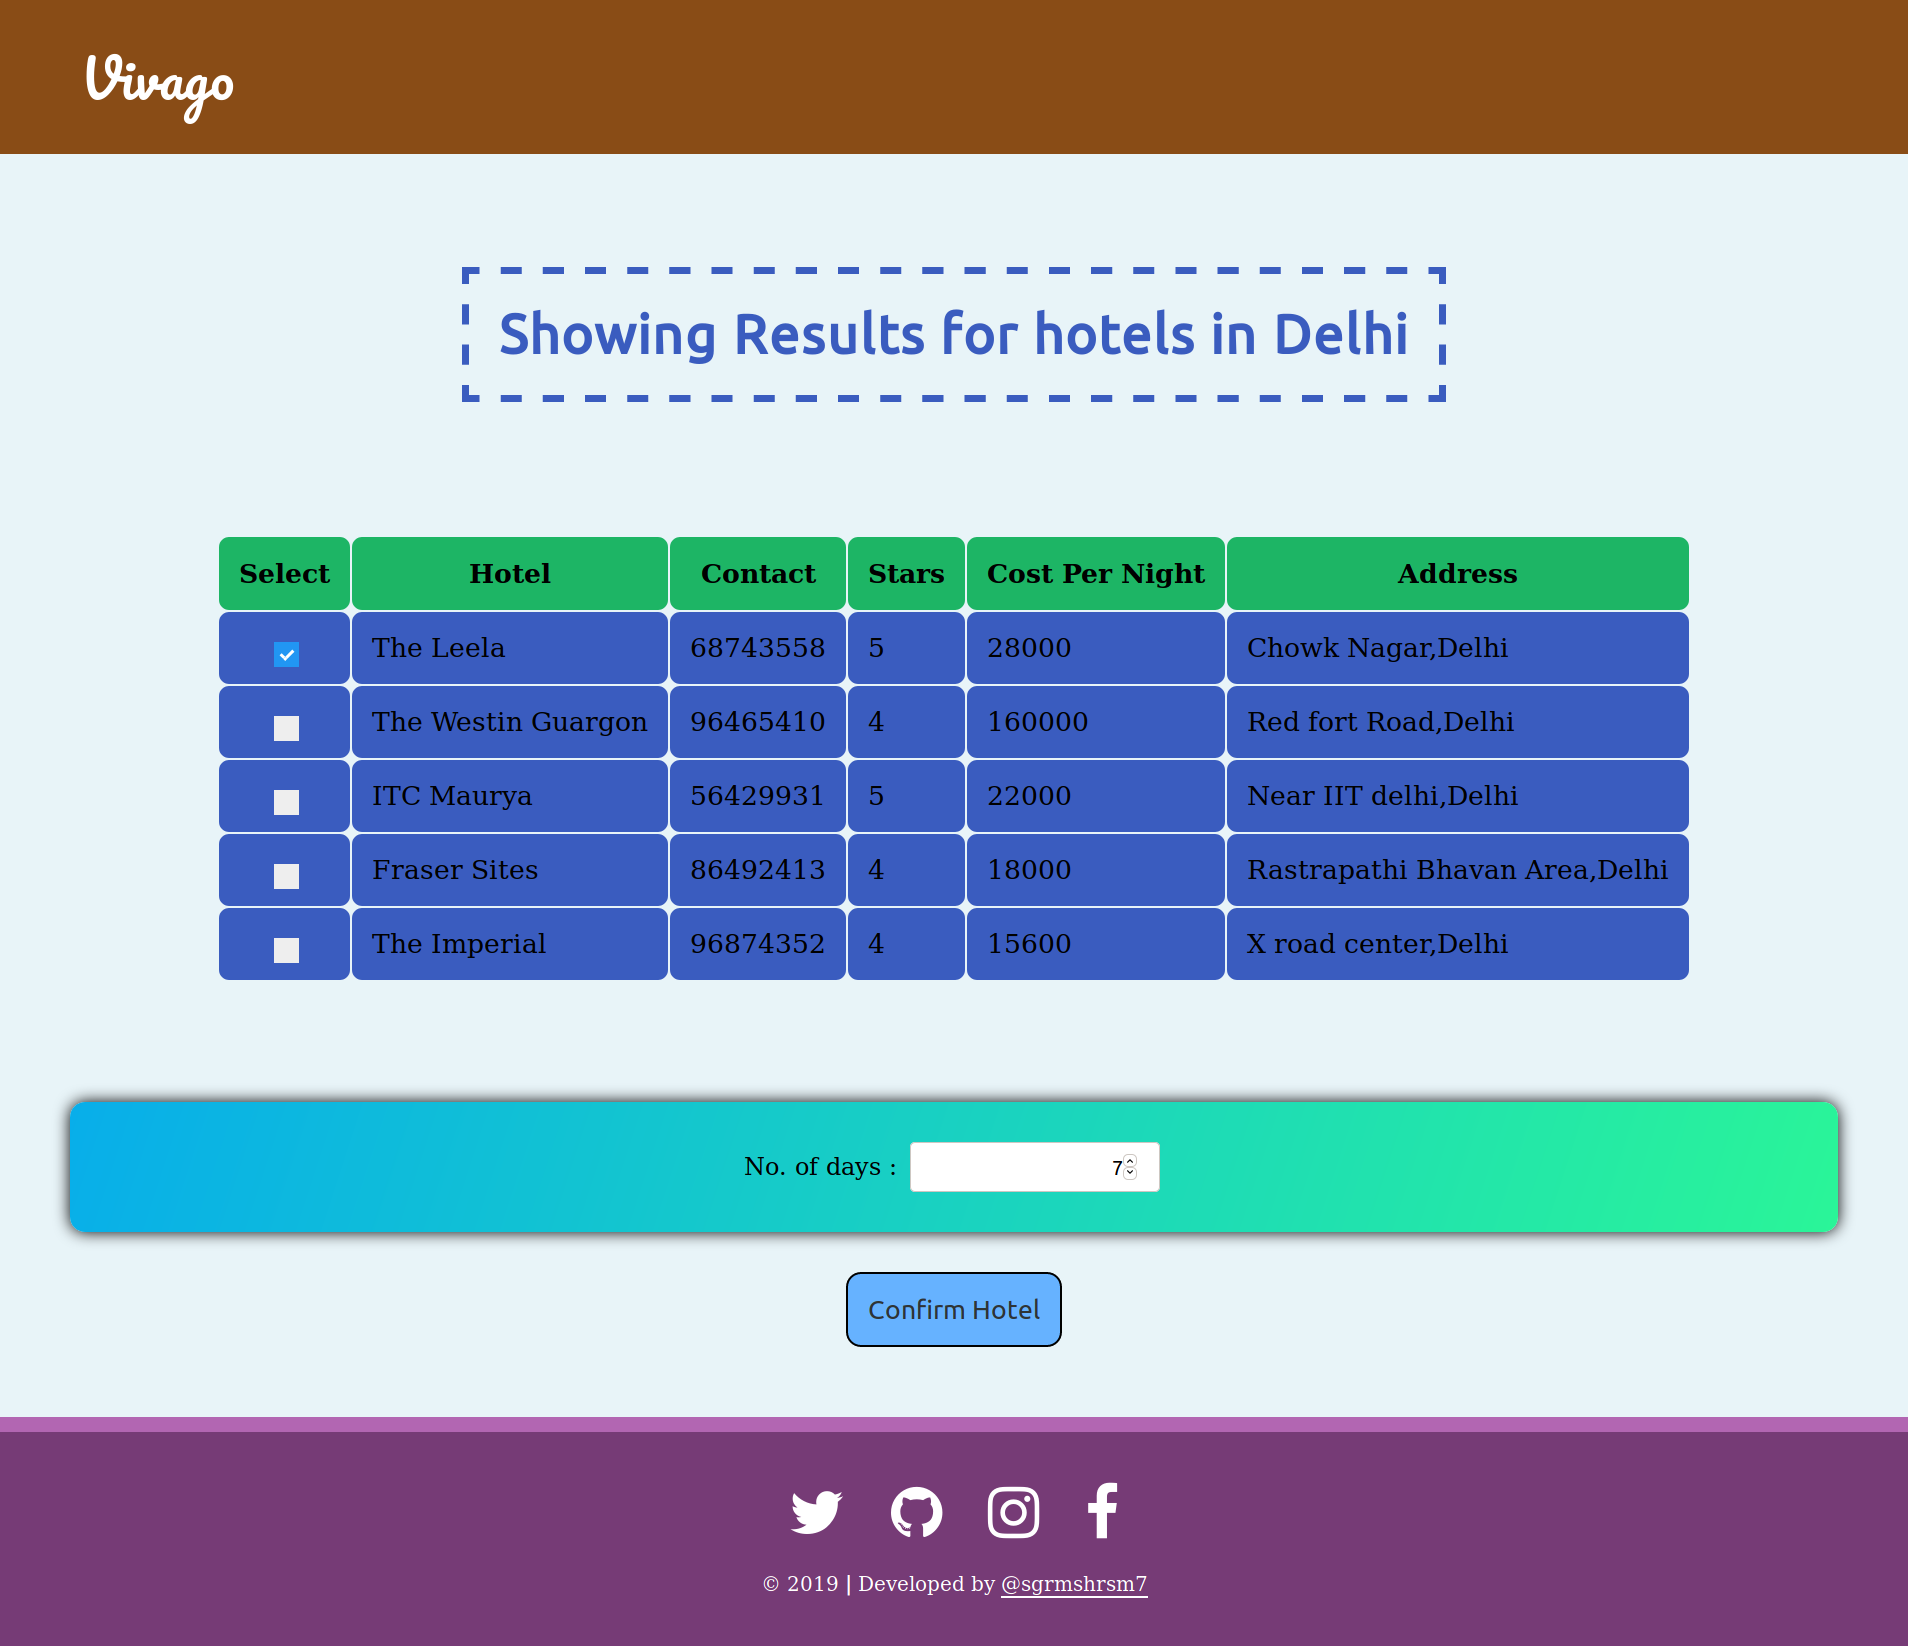 Vivago
Showing Results for hotels in Delhi
Select Hotel Contact Stars Cost Per Night Address
The Leela 68743558 5 28000 Chowk Nagar,Delhi
The Westin Guargon 96465410 4 160000 Red fort Road,Delhi
ITC Maurya 56429931 5 22000 Near IIT delhi,Delhi
Fraser Sites 86492413 4 18000 Rastrapathi Bhavan Area,Delhi
The Imperial 96874352 4 15600 X road center,Delhi
No. of days : 7
Confirm Hotel
© 2019 | Developed by @sgrmshrsm7